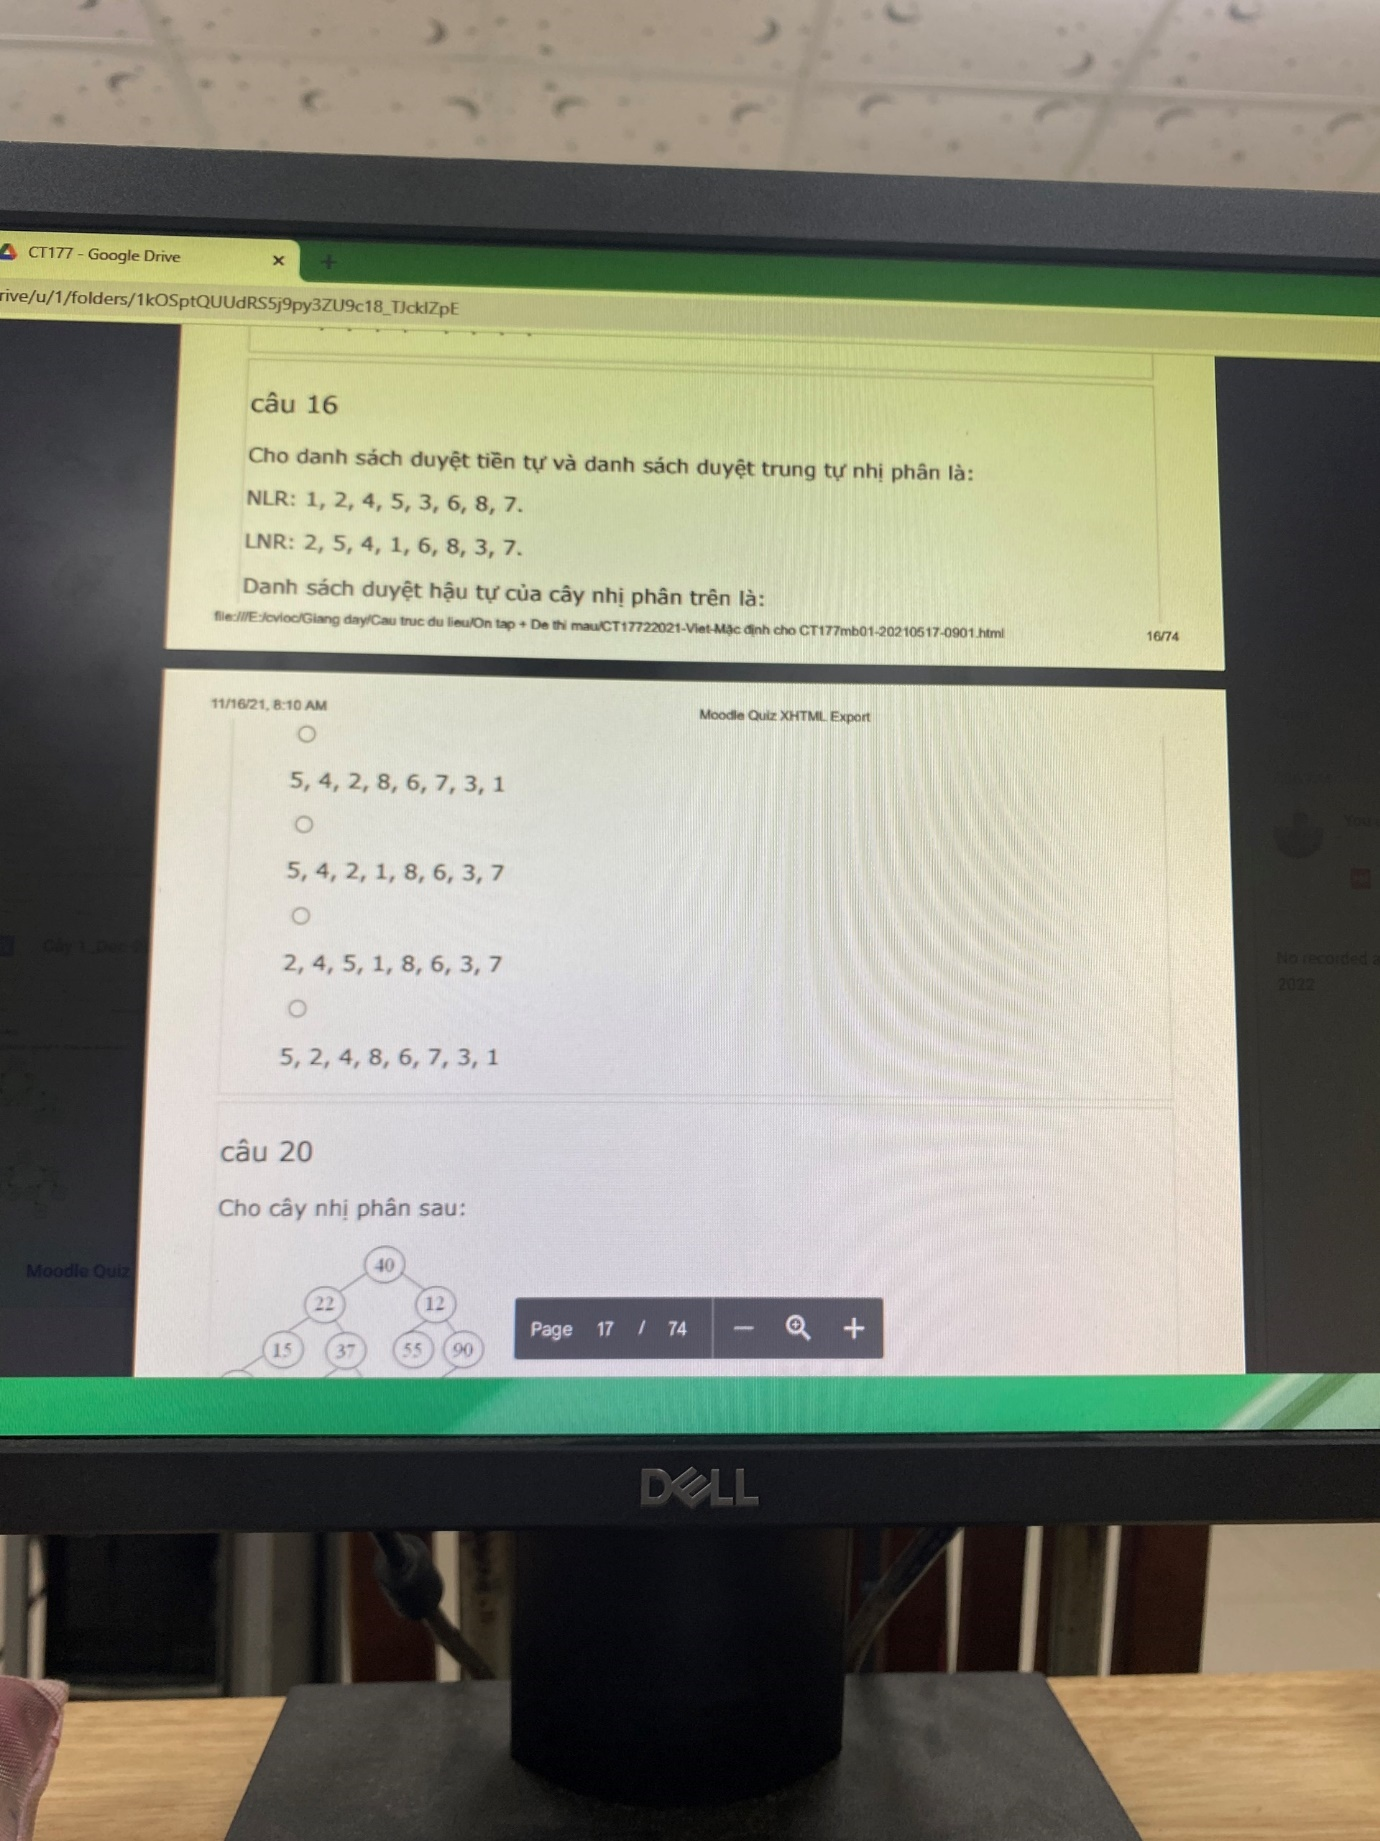 CT177 - Google Drive
rive/u/1/folders/1kOSptQUUdRS5j9py3ZU9c18_TJcklZpE
câu 16
Cho danh sách duyệt tiền tự và danh sách duyệt trung tự nhị phân là:
NLR: 1, 2, 4, 5, 3, 6, 8, 7.
LNR: 2, 5, 4, 1, 6, 8, 3, 7.
Danh sách duyệt hậu tự của cây nhị phân trên là:
file:///E:/cvloc/Giang day/Cau truc du lieu/On tap + De thi mau/CT17722021-Viet-Mặc định cho CT177mb01-20210517-0901.html
16/74
11/16/21, 8:10 AM
Moodle Quiz XHTML Export
5, 4, 2, 8, 6, 7, 3, 1
5, 4, 2, 1, 8, 6, 3, 7
2, 4, 5, 1, 8, 6, 3, 7
5, 2, 4, 8, 6, 7, 3, 1
You
No recorded a
2022
câu 20
Cho cây nhị phân sau:
40
22 12
15 37 55 90
Moodle Quiz
Page 17 / 74
DELL